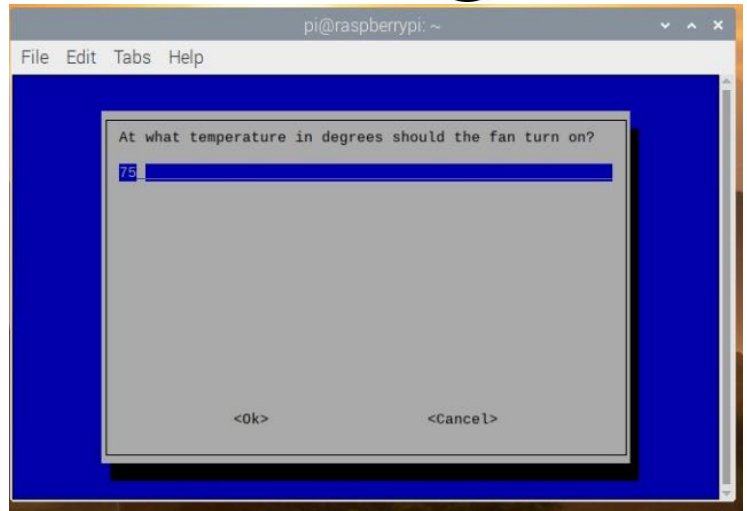 pi@raspberrypi: ~
File Edit Tabs Help
At what temperature in degrees should the fan turn on?
75
<Ok> <Cancel>